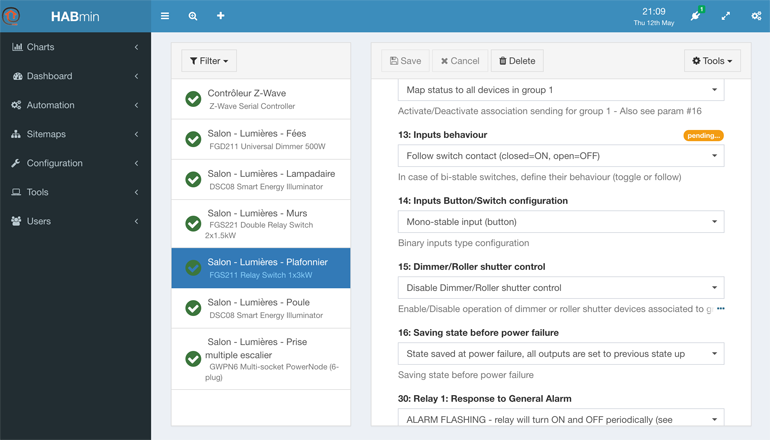 HABmin
21:09
Thu 12th May
1
Charts
Dashboard
Automation
Sitemaps
Configuration
Tools
Users
Filter
Contrôleur Z-Wave
Z-Wave Serial Controller
Salon - Lumières - Fées
FGD211 Universal Dimmer 500W
Salon - Lumières - Lampadaire
DSC08 Smart Energy Illuminator
Salon - Lumières - Murs
FGS221 Double Relay Switch
2x1.5kW
Salon - Lumières - Plafonnier
FGS211 Relay Switch 1x3kW
Salon - Lumières - Poule
DSC08 Smart Energy Illuminator
Salon - Lumières - Prise
multiple escalier
GWPN6 Multi-socket PowerNode (6-
plug)
Save
Cancel
Delete
Tools
Map status to all devices in group 1
Activate/Deactivate association sending for group 1 - Also see param #16
13: Inputs behaviour
pending...
Follow switch contact (closed=ON, open=OFF)
In case of bi-stable switches, define their behaviour (toggle or follow)
14: Inputs Button/Switch configuration
Mono-stable input (button)
Binary inputs type configuration
15: Dimmer/Roller shutter control
Disable Dimmer/Roller shutter control
Enable/Disable operation of dimmer or roller shutter devices associated to g ...
16: Saving state before power failure
State saved at power failure, all outputs are set to previous state up
Saving state before power failure
30: Relay 1: Response to General Alarm
ALARM FLASHING - relay will turn ON and OFF periodically (see